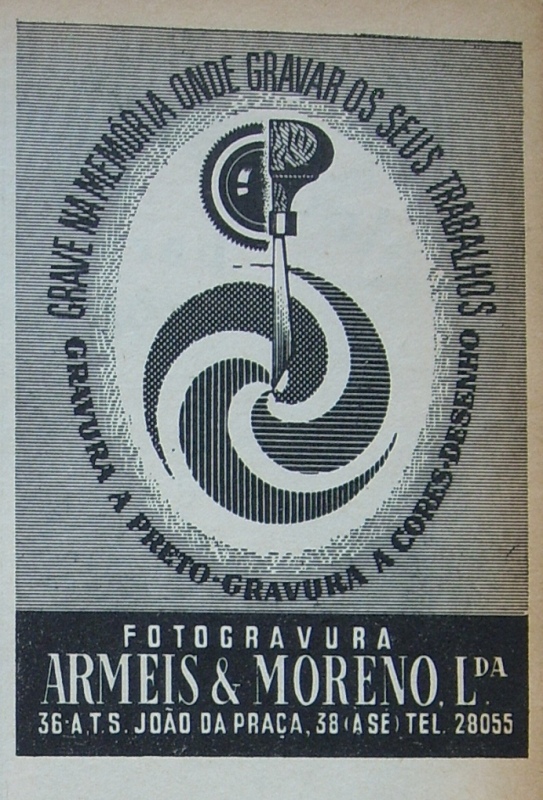 GRAVE NA MEMÓRIA ONDE GRAVAR OS SEUS TRABALHOS
GRAVURA A PRETO-GRAVURA A CORES-DESENHO
FOTOGRAVURA
ARMEIS & MORENO, LDA.
36-A, T.S. JOÃO DA PRAÇA, 38 (À SÉ) TEL. 28055